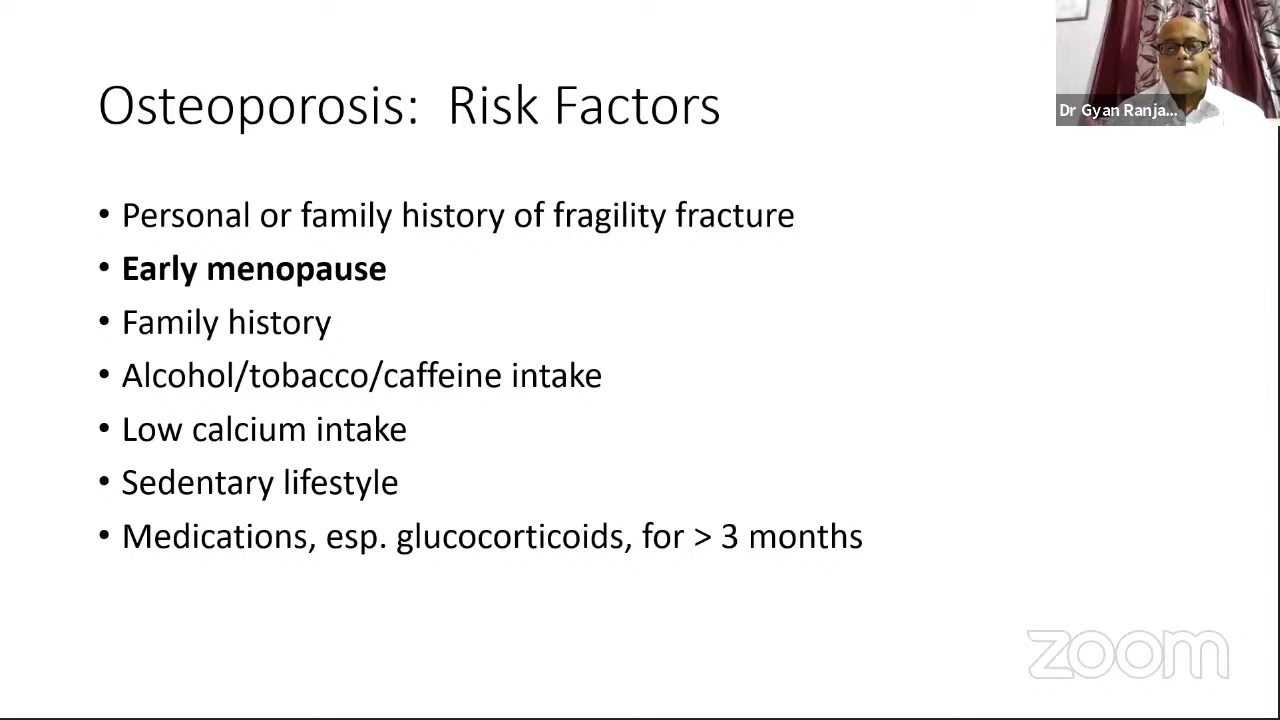 Osteoporosis: Risk Factors
Dr Gyan Ranja...
• Personal or family history of fragility fracture
• Early menopause
• Family history
• Alcohol/tobacco/caffeine intake
• Low calcium intake
• Sedentary lifestyle
• Medications, esp. glucocorticoids, for > 3 months
zoom